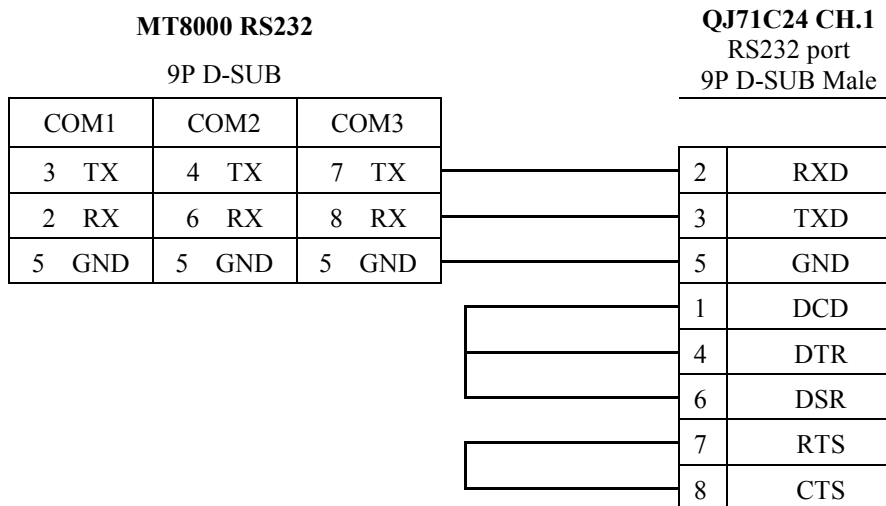 MT8000 RS232
9P D-SUB
QJ71C24 CH.1
RS232 port
9P D-SUB Male
COM1 COM2 COM3
3 TX 4 TX 7 TX 2 RXD
2 RX 6 RX 8 RX 3 TXD
5 GND 5 GND 5 GND 5 GND
1 DCD
4 DTR
6 DSR
7 RTS
8 CTS